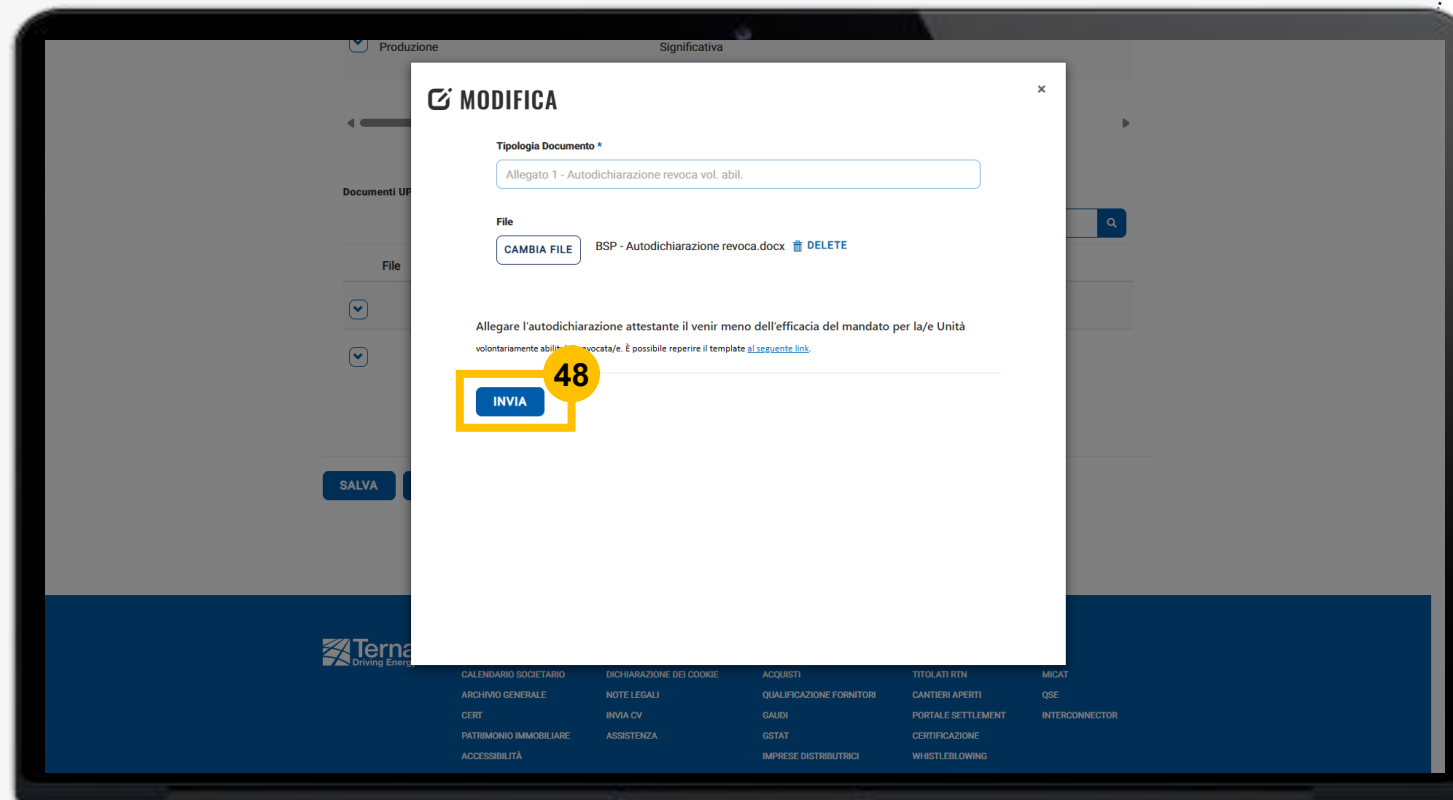 Produzione Significativa
MODIFICA
×
Tipologia Documento *
Allegato 1 - Autodichiarazione revoca vol. abil.
Documenti UP
File
CAMBIA FILE BSP - Autodichiarazione revoca.docx DELETE
File
Allegare l'autodichiarazione attestante il venir meno dell'efficacia del mandato per la/e Unità
volontariamente È possibile reperire il template al seguente link.
48
INVIA
SALVA
Terna
Driving Energy
CALENDARIO SOCIETARIO DICHIARAZIONE DEI COOKIE ACQUISTI TITOLATI RTN MICAT
ARCHIVIO GENERALE NOTE LEGALI QUALIFICAZIONE FORNITORI CANTIERI APERTI QSE
CERT INVIA CV GAUDI PORTALE SETTLEMENT INTERCONNECTOR
PATRIMONIO IMMOBILIARE ASSISTENZA GSTAT CERTIFICAZIONE
ACCESSIBILITÀ IMPRESE DISTRIBUTRICI WHISTLEBLOWING